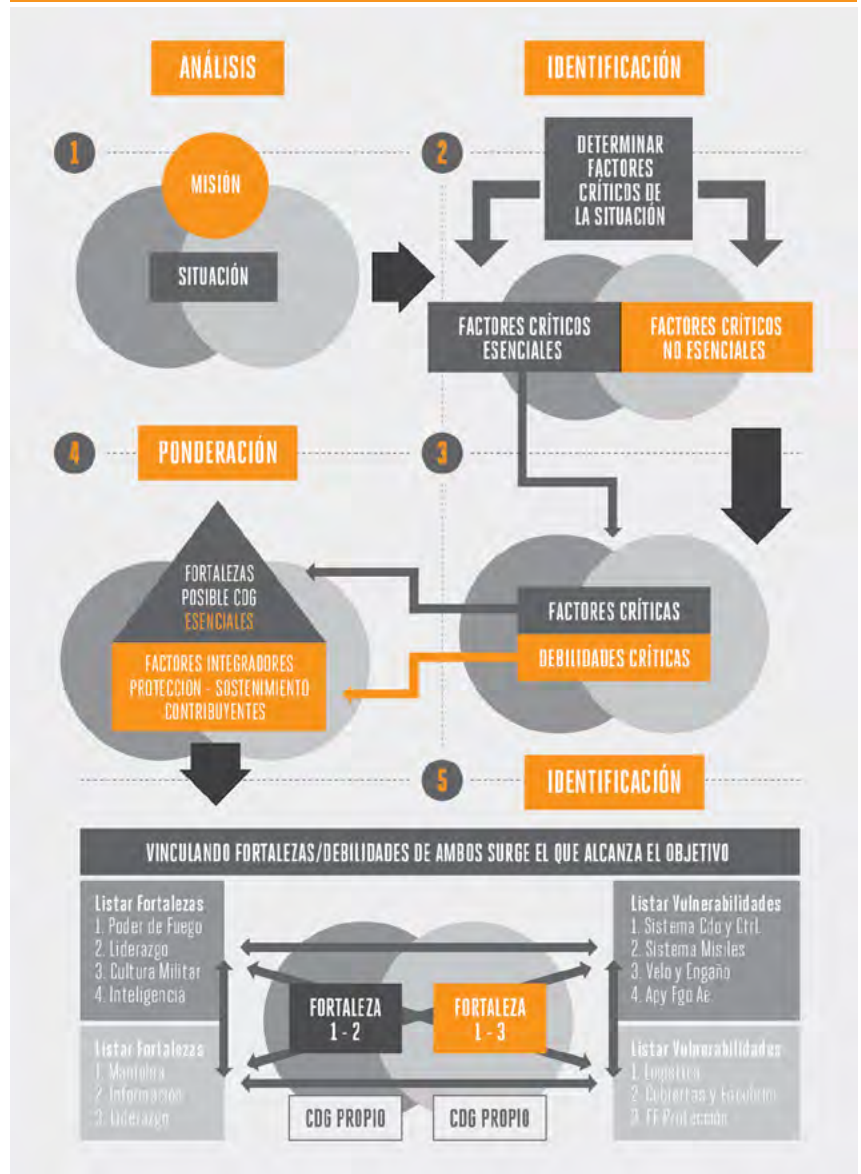 ANÁLISIS
IDENTIFICACIÓN
1
MISIÓN
SITUACIÓN
2
DETERMINAR
FACTORES
CRÍTICOS DE
LA SITUACIÓN
FACTORES CRÍTICOS
ESENCIALES
FACTORES CRÍTICOS
NO ESENCIALES
4
PONDERACIÓN
3
FORTALEZAS
POSIBLE CDG
ESENCIALES
FACTORES INTEGRADORES
PROTECCION - SOSTENIMIENTO
CONTRIBUYENTES
FACTORES CRÍTICAS
DEBILIDADES CRÍTICAS
5
IDENTIFICACIÓN
VINCULANDO FORTALEZAS/DEBILIDADES DE AMBOS SURGE EL QUE ALCANZA EL OBJETIVO
Listar Fortalezas
1. Poder de Fuego
2. Liderazgo
3. Cultura Militar
4. Inteligencia
Listar Fortalezas
1. Maniobra
2. Información
3. Liderazgo
FORTALEZA
1 - 2
FORTALEZA
1 - 3
CDG PROPIO
CDG PROPIO
Listar Vulnerabilidades
1. Sistema Cdo y Ctrl.
2. Sistema Misiles
3. Velo y Engaño
4. Apy Fgo Ae.
Listar Vulnerabilidades
1. Logística
2. Cubiertas y
3. FF Protección